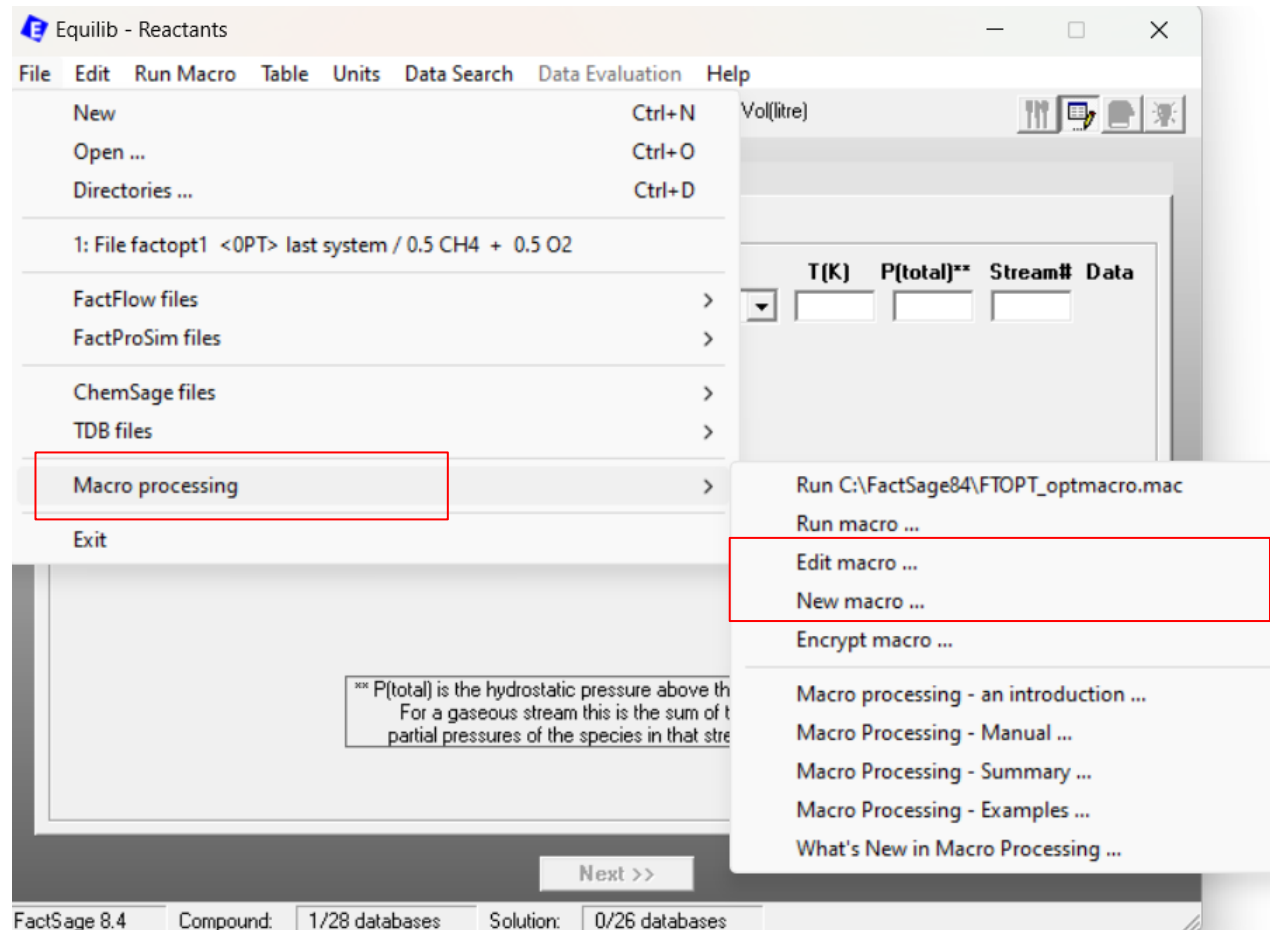 Equilib - Reactants
File Edit Run Macro Table Units Data Search Data Evaluation Help
New Ctrl+N
Vol(litre)
Open ... Ctrl+O
Directories ... Ctrl+D
1: File factopt1 <0PT> last system / 0.5 CH4 + 0.5 O2
T(K) P(total)** Stream# Data
FactFlow files
FactProSim files
ChemSage files
TDB files
Macro processing
Exit
Run C:\FactSage84\FTOPT_optmacro.mac
Run macro ...
Edit macro ...
New macro ...
Encrypt macro ...
Macro processing - an introduction ...
Macro Processing - Manual ...
Macro Processing - Summary ...
Macro Processing - Examples ...
What's New in Macro Processing ...
** P(total) is the hydrostatic pressure above th
For a gaseous stream this is the sum of t
partial pressures of the species in that stre
Next >>
FactSage 8.4 Compound: 1/28 databases Solution: 0/26 databases